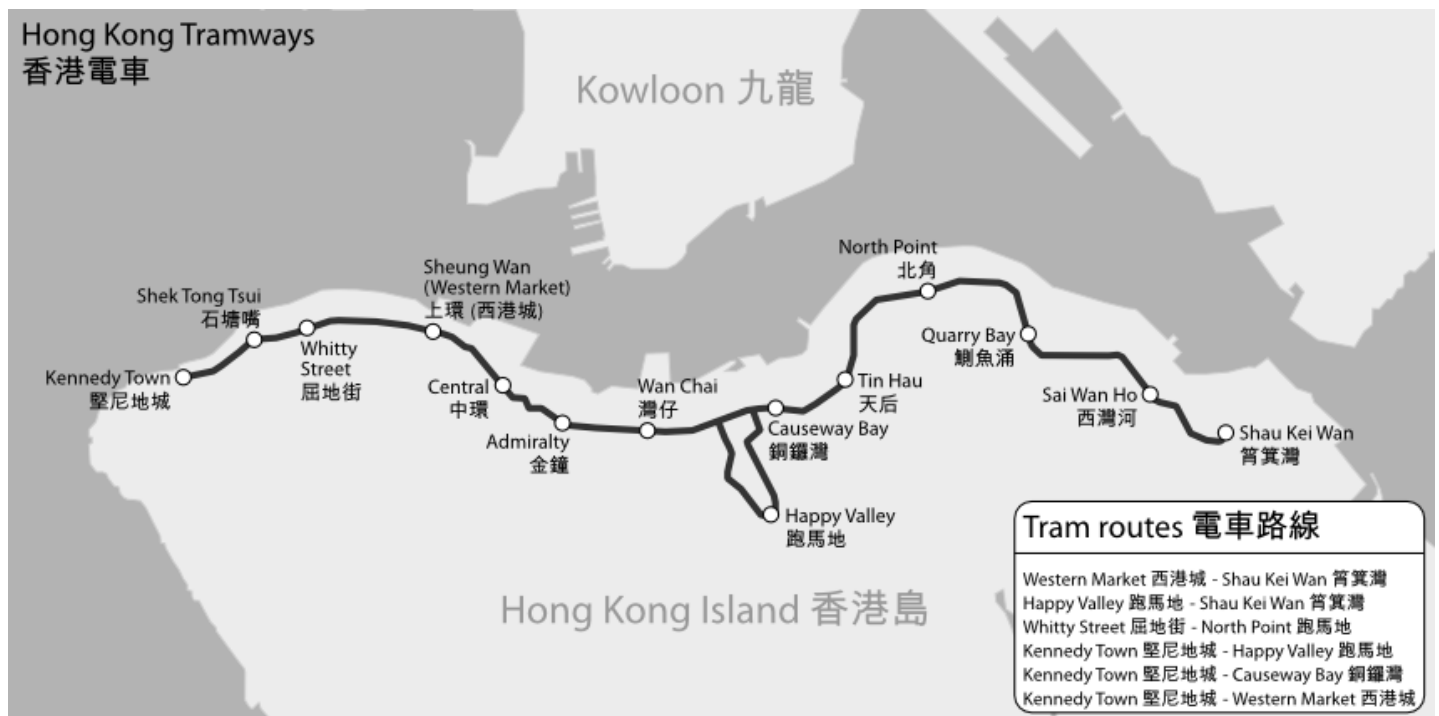 Hong Kong Tramways
香港電車
Kowloon 九龍
North Point
北角
Sheung Wan
(Western Market)
上環 (西港城)
Shek Tong Tsui
石塘嘴
Whitty
Street
屈地街
Quarry Bay
鰂魚涌
Kennedy Town
堅尼地城
Central
中環
Wan Chai
灣仔
Tin Hau
天后
Sai Wan Ho
西灣河
Admiralty
金鐘
Causeway Bay
銅鑼灣
Shau Kei Wan
筲箕灣
Happy Valley
跑馬地
Hong Kong Island 香港島
Tram routes 電車路線
Western Market 西港城 - Shau Kei Wan 筲箕灣
Happy Valley 跑馬地 - Shau Kei Wan 筲箕灣
Whitty Street 屈地街 - North Point 跑馬地
Kennedy Town 堅尼地城 - Happy Valley 跑馬地
Kennedy Town 堅尼地城 - Causeway Bay 銅鑼灣
Kennedy Town 堅尼地城 - Western Market 西港城